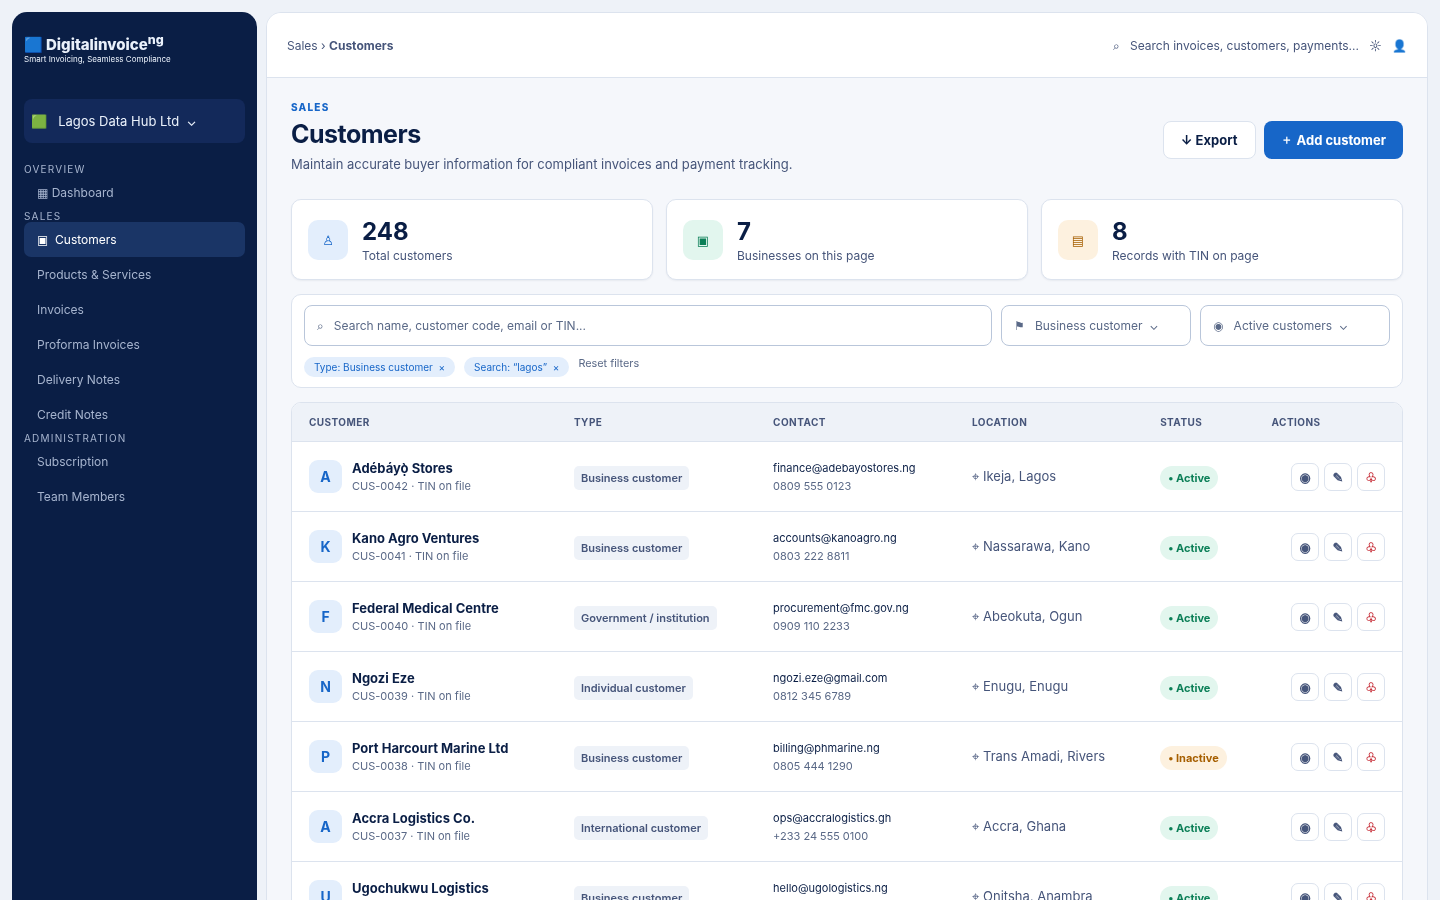 Digitalinvoiceng
Smart Invoicing, Seamless Compliance
Lagos Data Hub Ltd
OVERVIEW
Dashboard
SALES
Customers
Products & Services
Invoices
Proforma Invoices
Delivery Notes
Credit Notes
ADMINISTRATION
Subscription
Team Members
Sales › Customers
Search invoices, customers, payments...
SALES
Customers
Maintain accurate buyer information for compliant invoices and payment tracking.
↓ Export
+ Add customer
248
Total customers
7
Businesses on this page
8
Records with TIN on page
Search name, customer code, email or TIN...
Business customer
Active customers
Type: Business customer ×
Search: “lagos” ×
Reset filters
CUSTOMER TYPE CONTACT LOCATION STATUS ACTIONS
A
Adébáyọ̀ Stores
CUS-0042 · TIN on file
Business customer
finance@adebayostores.ng
0809 555 0123
Ikeja, Lagos
• Active
K
Kano Agro Ventures
CUS-0041 · TIN on file
Business customer
accounts@kanoagro.ng
0803 222 8811
Nassarawa, Kano
• Active
F
Federal Medical Centre
CUS-0040 · TIN on file
Government / institution
procurement@fmc.gov.ng
0909 110 2233
Abeokuta, Ogun
• Active
N
Ngozi Eze
CUS-0039 · TIN on file
Individual customer
ngozi.eze@gmail.com
0812 345 6789
Enugu, Enugu
• Active
P
Port Harcourt Marine Ltd
CUS-0038 · TIN on file
Business customer
billing@phmarine.ng
0805 444 1290
Trans Amadi, Rivers
• Inactive
A
Accra Logistics Co.
CUS-0037 · TIN on file
International customer
ops@accralogistics.gh
+233 24 555 0100
Accra, Ghana
• Active
U
Ugochukwu Logistics
Business customer
hello@ugologistics.ng
Onitsha, Anambra
• Active